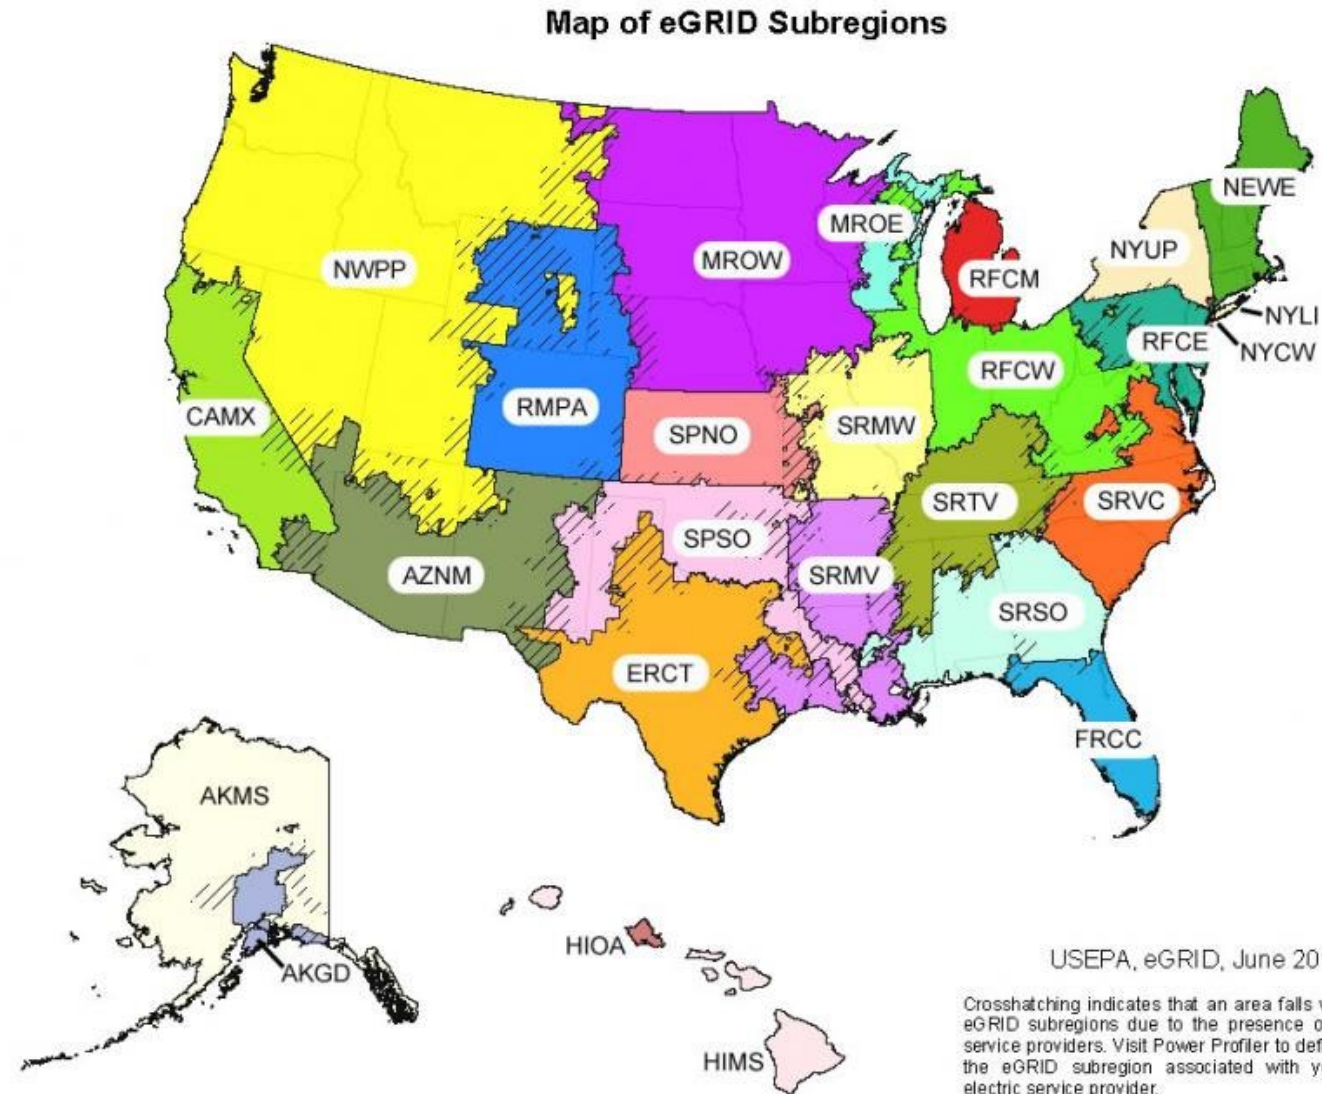 Map of eGRID Subregions
NEWE
MROE
NYUP
NWPP
MROW
RFCM
NYLI
RFCE
NYCW
RFCW
RMPA
CAMX
SRMW
SPNO
SRTV
SRVC
SPSO
AZNM
SRMV
SRSO
ERCT
FRCC
AKMS
HIOA
AKGD
HIMS
USEPA, eGRID, June 20
Crosshatching indicates that an area falls
eGRID subregions due to the presence
service providers. Visit Power Profiler to
the eGRID subregion associated with
electric service provider.